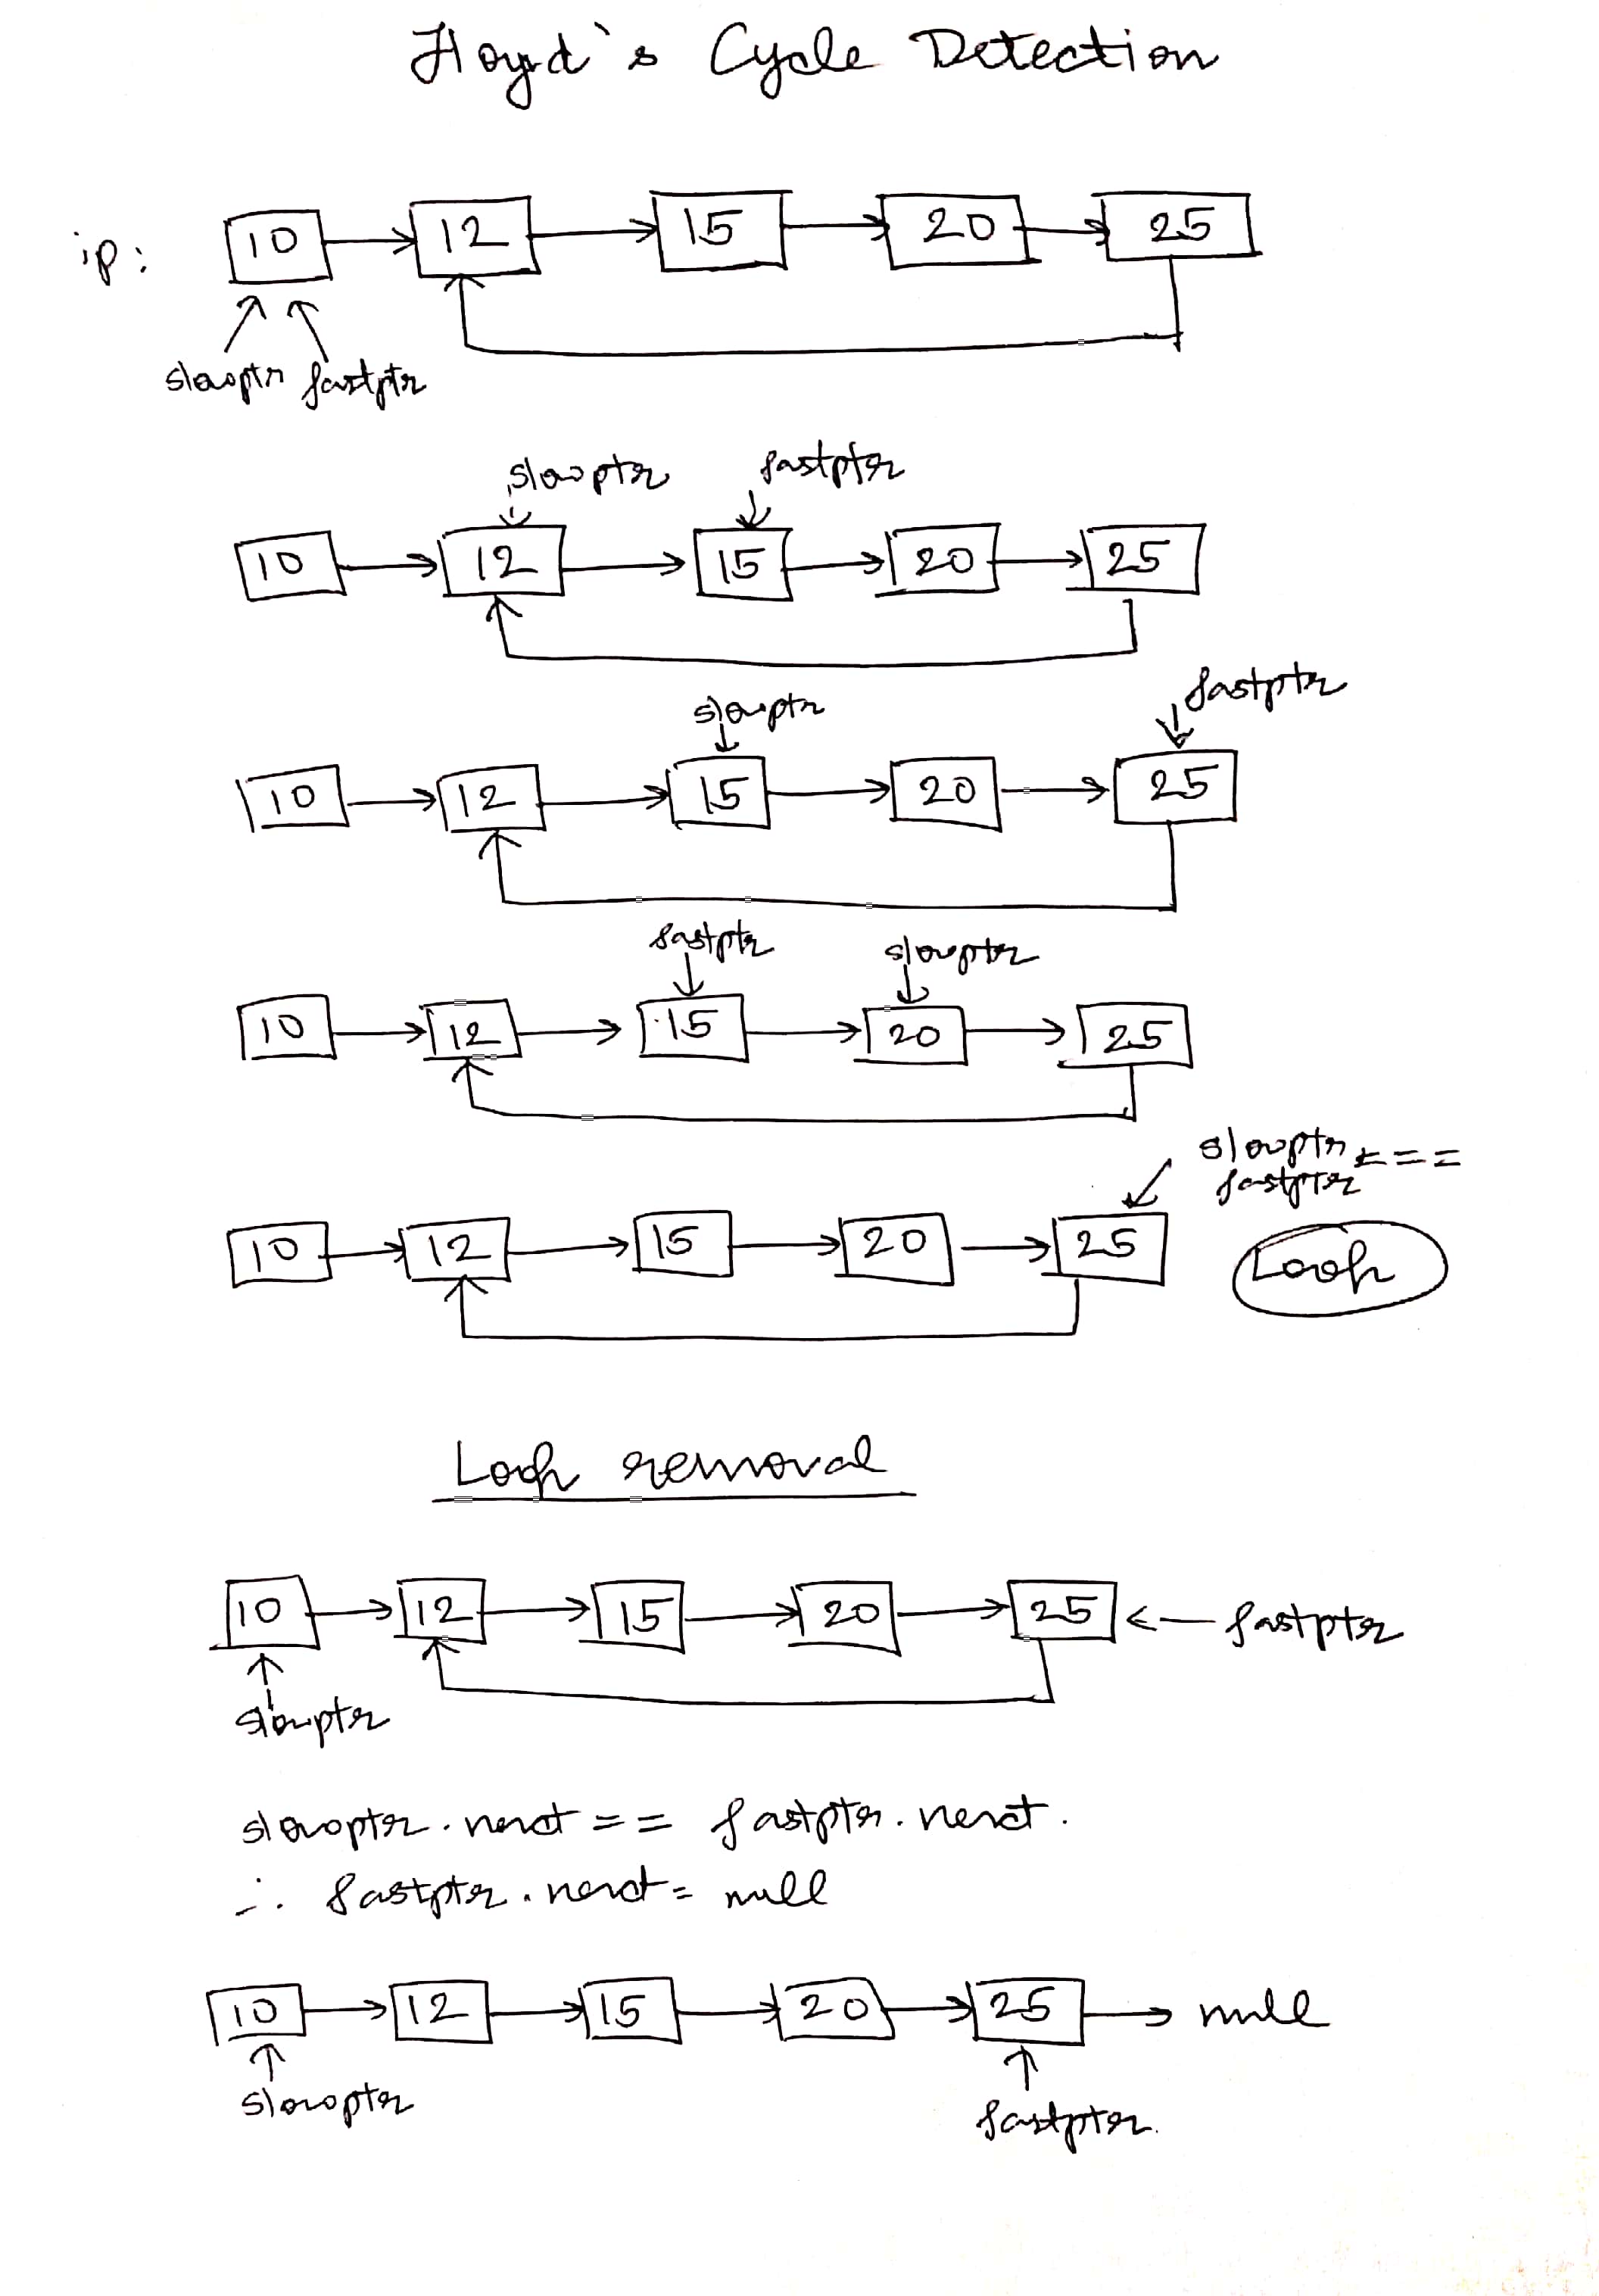 Floyd's Cycle Detection
ip: 10 12 15 20 25
slowptr fastptr
slowptr fastptr
10 12 15 20 25
slowptr fastptr
10 12 15 20 25
fastptr slowptr
10 12 15 20 25
slowptr ===
fastptr
10 12 15 20 25
Loop
Loop removal
10 12 15 20 25 fastptr
slowptr
slowptr.next == fastptr.next.
∴ fastptr.next = null
10 12 15 20 25 null
slowptr
fastptr.